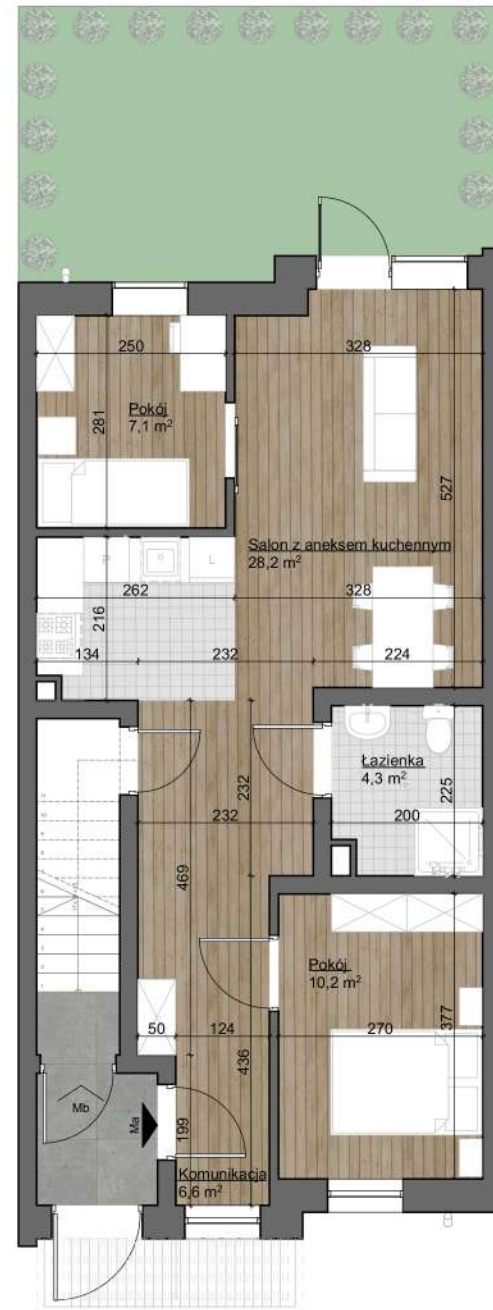 250
328
Pokój
7,1 m²
281
527
Salon z aneksem kuchennym
28,2 m²
P
L
262
328
216
134
232
224
Łazienka
4,3 m²
225
232
232
200
469
Pokój
10,2 m²
377
50
124
270
436
Mb
Ma
199
Komunikacja
6,6 m²